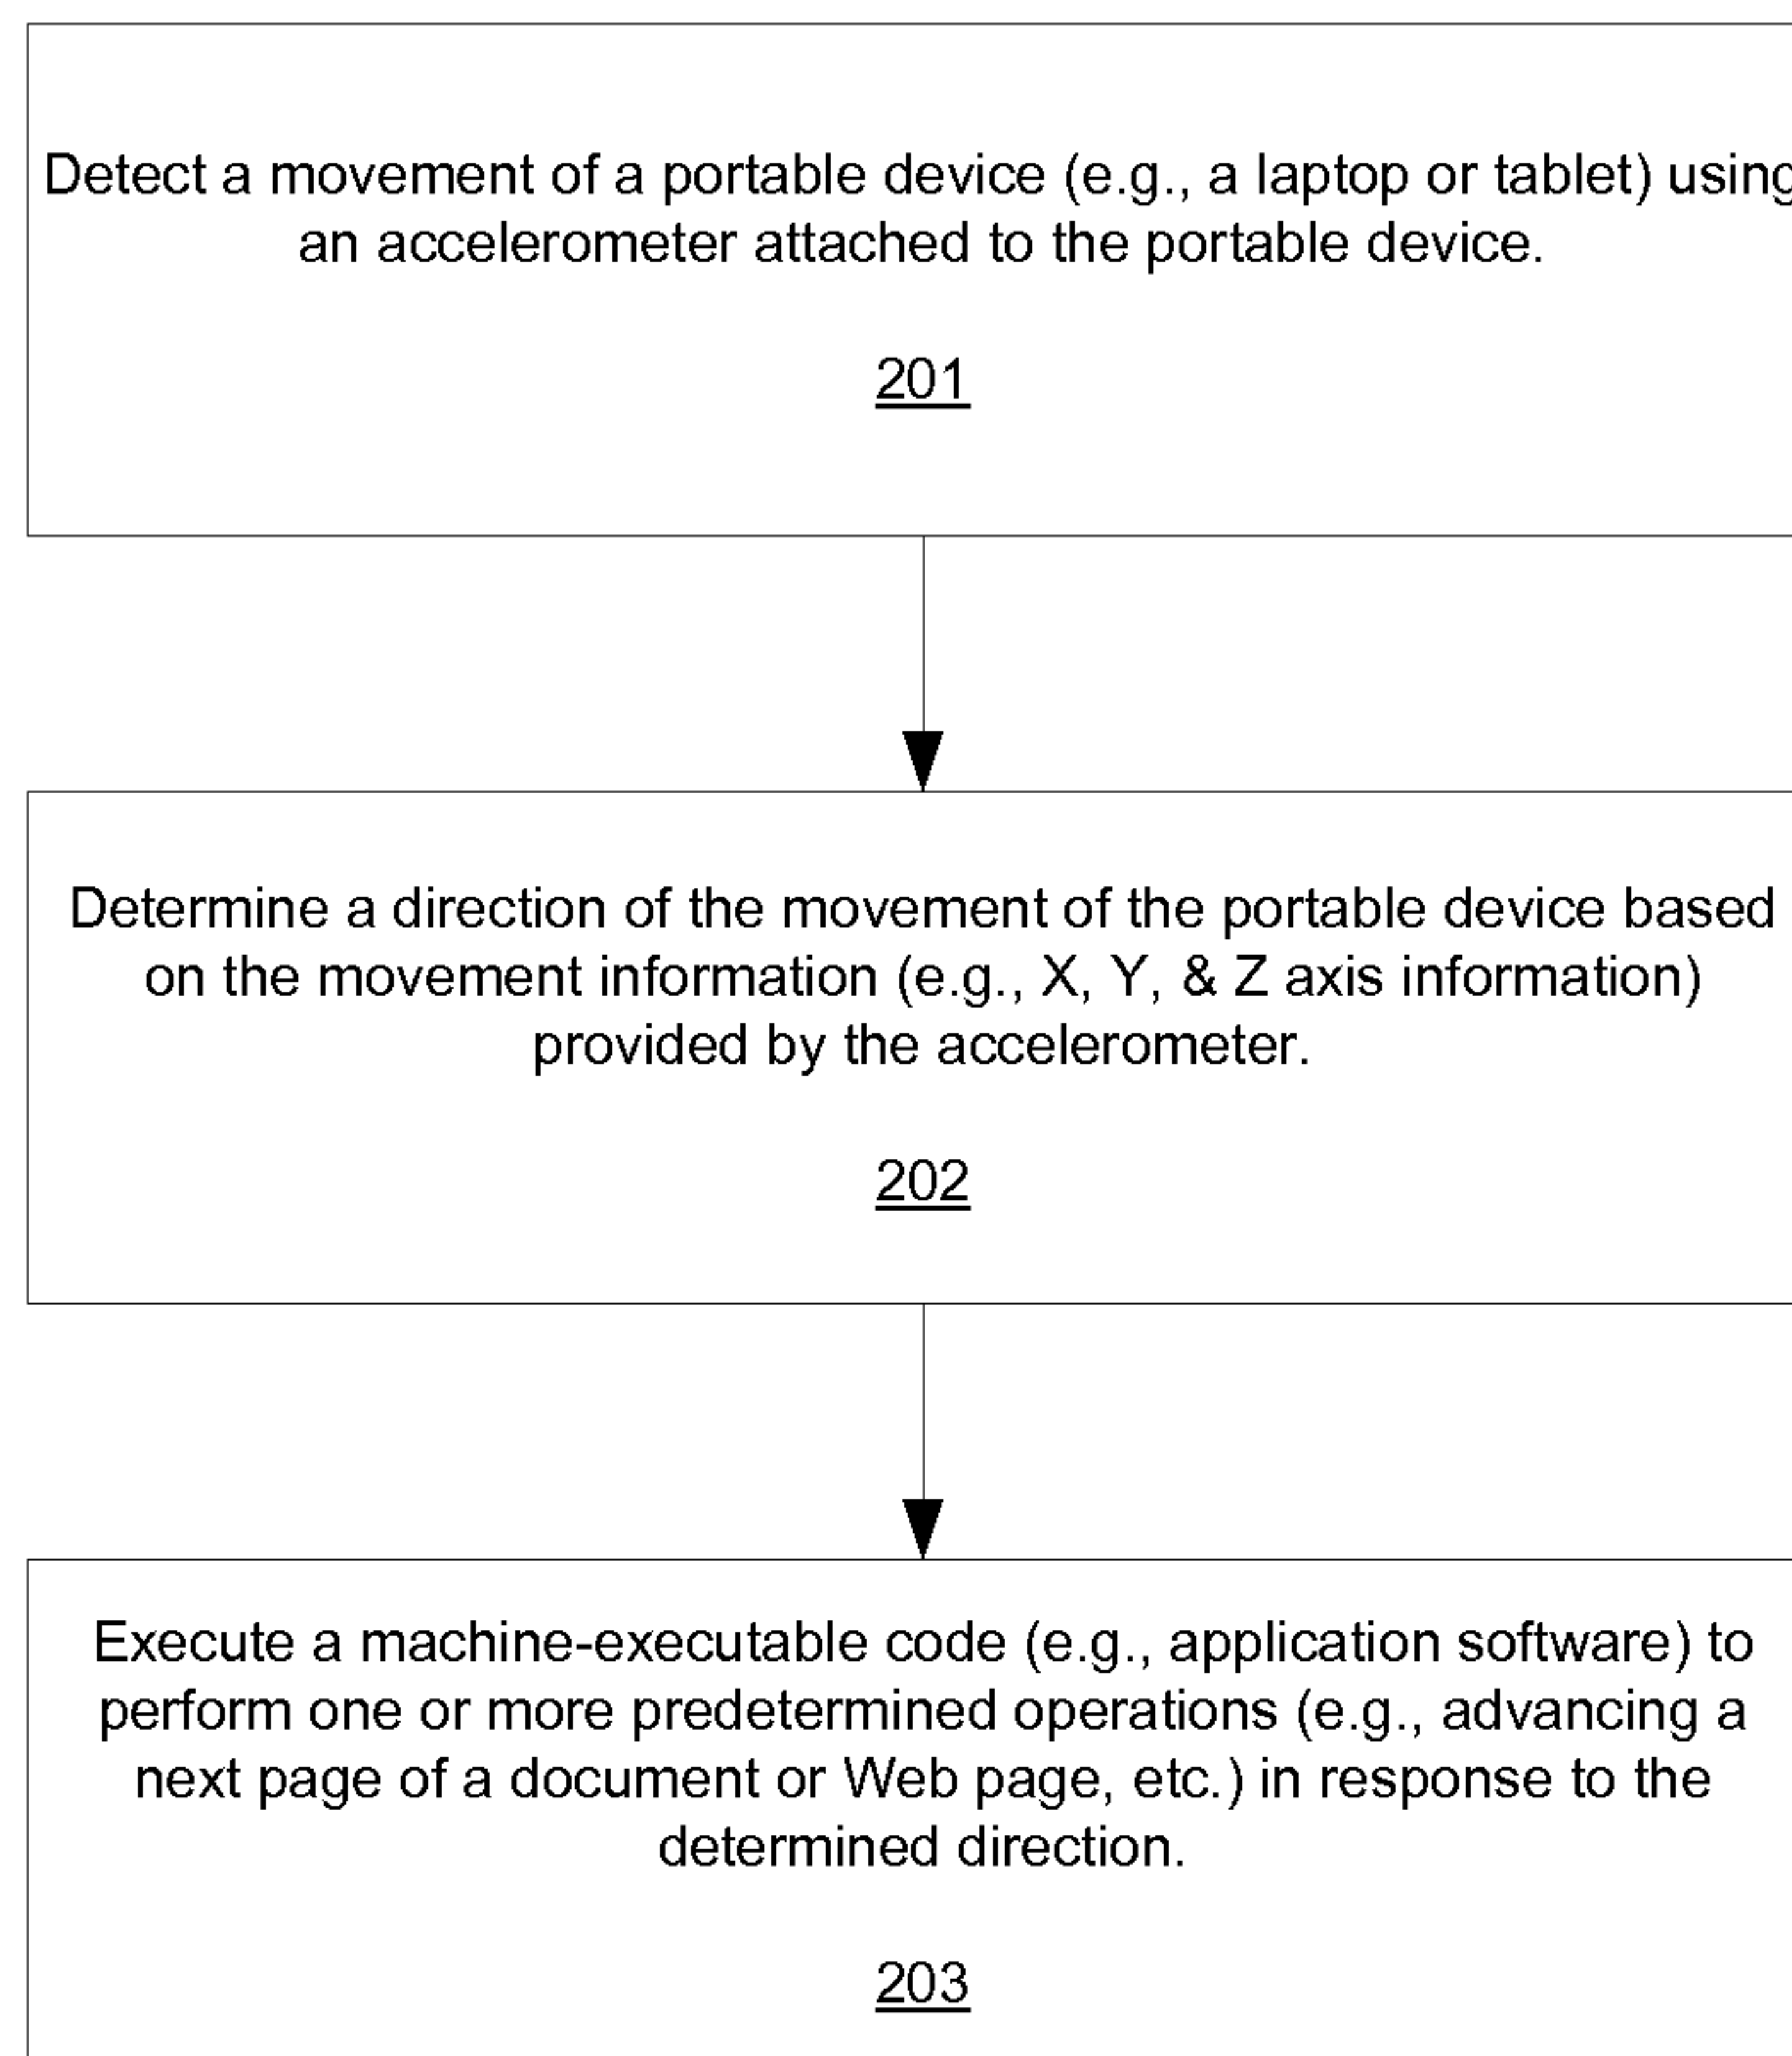 Detect a movement of a portable device (e.g., a laptop or tablet) using
an accelerometer attached to the portable device.
201
Determine a direction of the movement of the portable device based
on the movement information (e.g., X, Y, & Z axis information)
provided by the accelerometer.
202
Execute a machine-executable code (e.g., application software) to
perform one or more predetermined operations (e.g., advancing a
next page of a document or Web page, etc.) in response to the
determined direction.
203